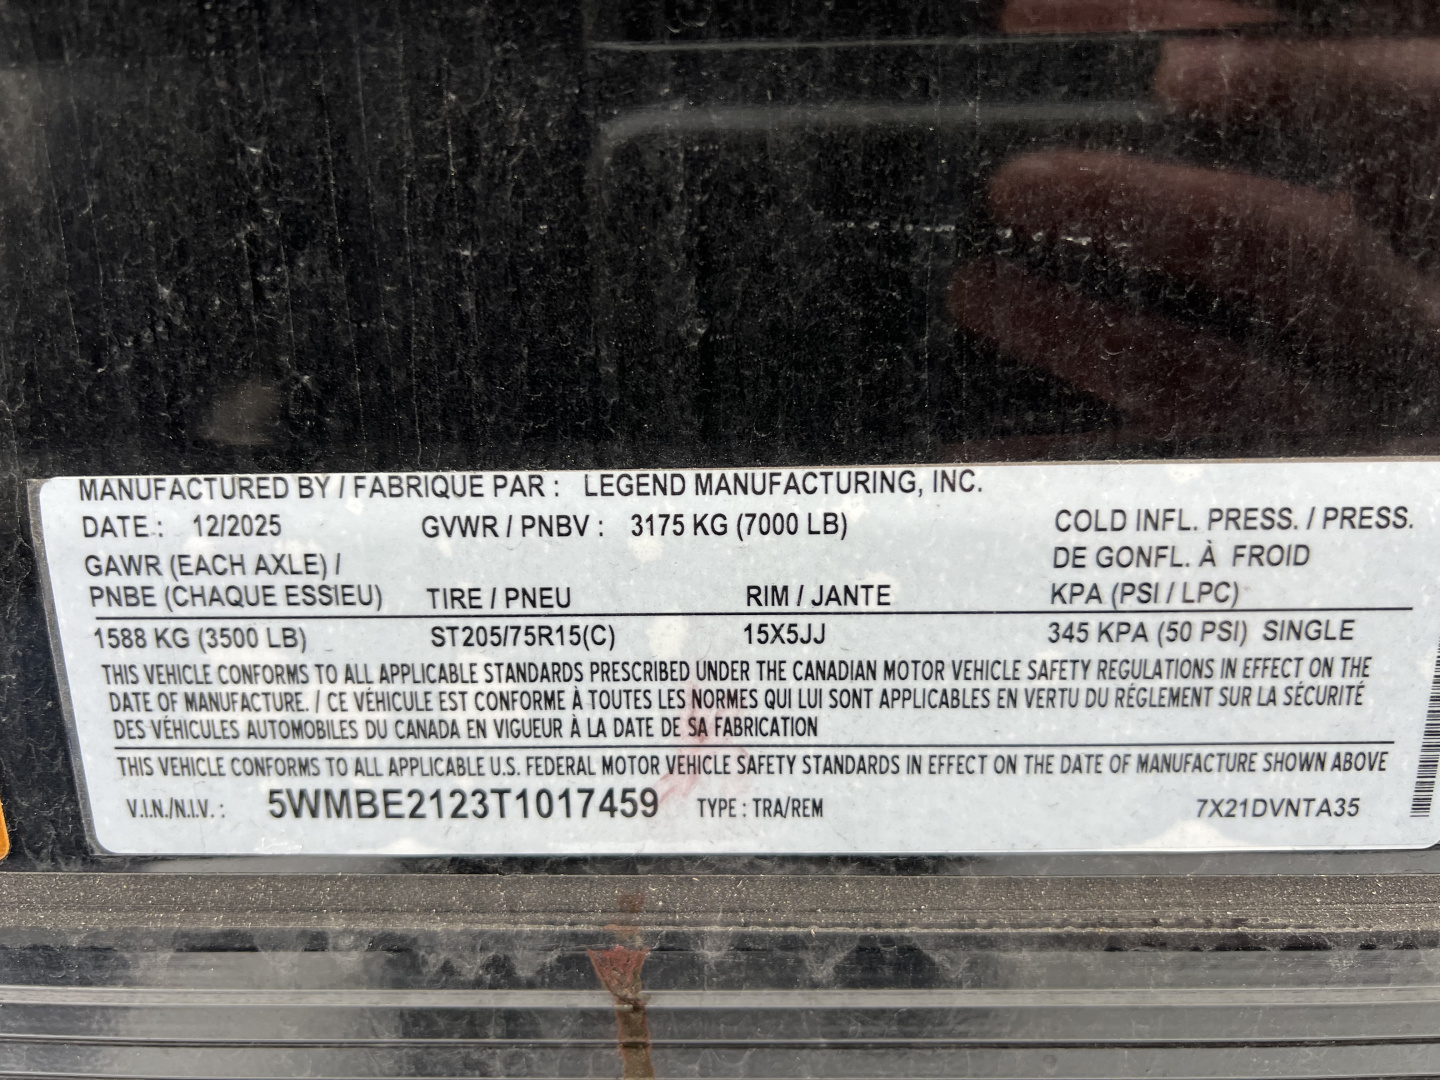 MANUFACTURED BY / FABRIQUE PAR : LEGEND MANUFACTURING, INC.
DATE.: 12/2025 GVWR / PNBV : 3175 KG (7000 LB) COLD INFL. PRESS. / PRESS.
DE GONFL. À FROID
GAWR (EACH AXLE) /
PNBE (CHAQUE ESSIEU) TIRE / PNEU RIM / JANTE KPA (PSI / LPC)
1588 KG (3500 LB) ST205/75R15(C) 15X5JJ 345 KPA (50 PSI) SINGLE
THIS VEHICLE CONFORMS TO ALL APPLICABLE STANDARDS PRESCRIBED UNDER THE CANADIAN MOTOR VEHICLE SAFETY REGULATIONS IN EFFECT ON THE
DATE OF MANUFACTURE. / CE VÉHICULE EST CONFORME À TOUTES LES NORMES QUI LUI SONT APPLICABLES EN VERTU DU RÉGLEMENT SUR LA SÉCURITÉ
DES VÉHICULES AUTOMOBILES DU CANADA EN VIGUEUR À LA DATE DE SA FABRICATION
THIS VEHICLE CONFORMS TO ALL APPLICABLE U.S. FEDERAL MOTOR VEHICLE SAFETY STANDARDS IN EFFECT ON THE DATE OF MANUFACTURE SHOWN ABOVE
V.I.N./N.I.V. : 5WMBE2123T1017459 TYPE : TRA/REM 7X21DVNTA35